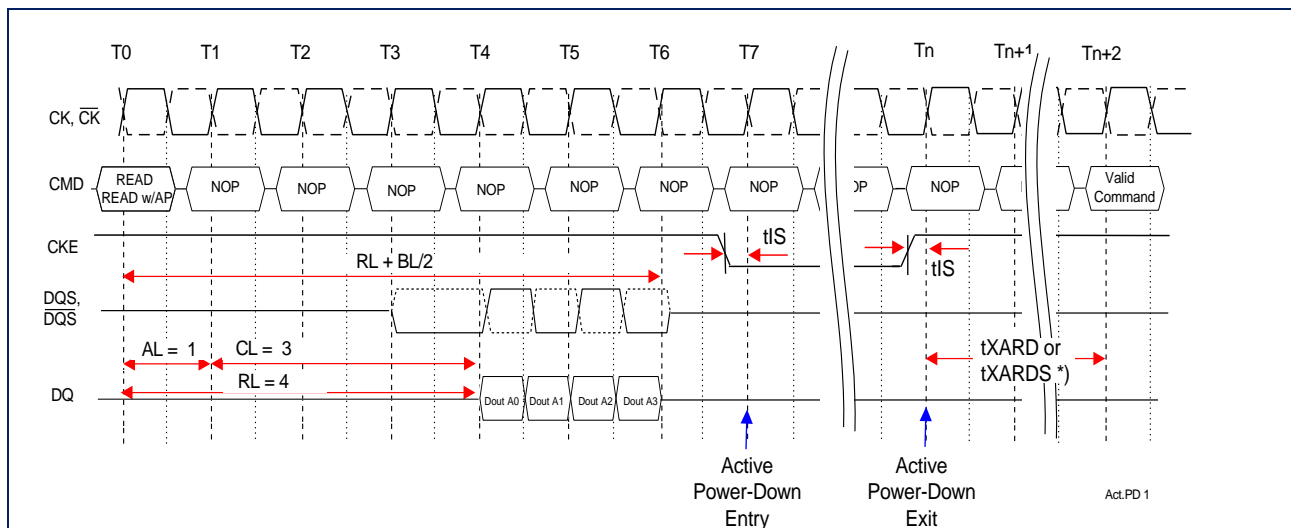 T0 T1 T2 T3 T4 T5 T6 T7 Tn Tn+1 Tn+2
CK, CK
CMD
READ
READ w/AP
NOP NOP NOP NOP NOP NOP NOP NOP
Valid
Command
CKE
tIS
tIS
RL + BL/2
DQS,
DQS
AL = 1 CL = 3
tXARD or
tXARDS *)
RL = 4
DQ
Dout A0 Dout A1 Dout A2 Dout A3
Active
Power-Down
Entry
Active
Power-Down
Exit
Act.PD 1